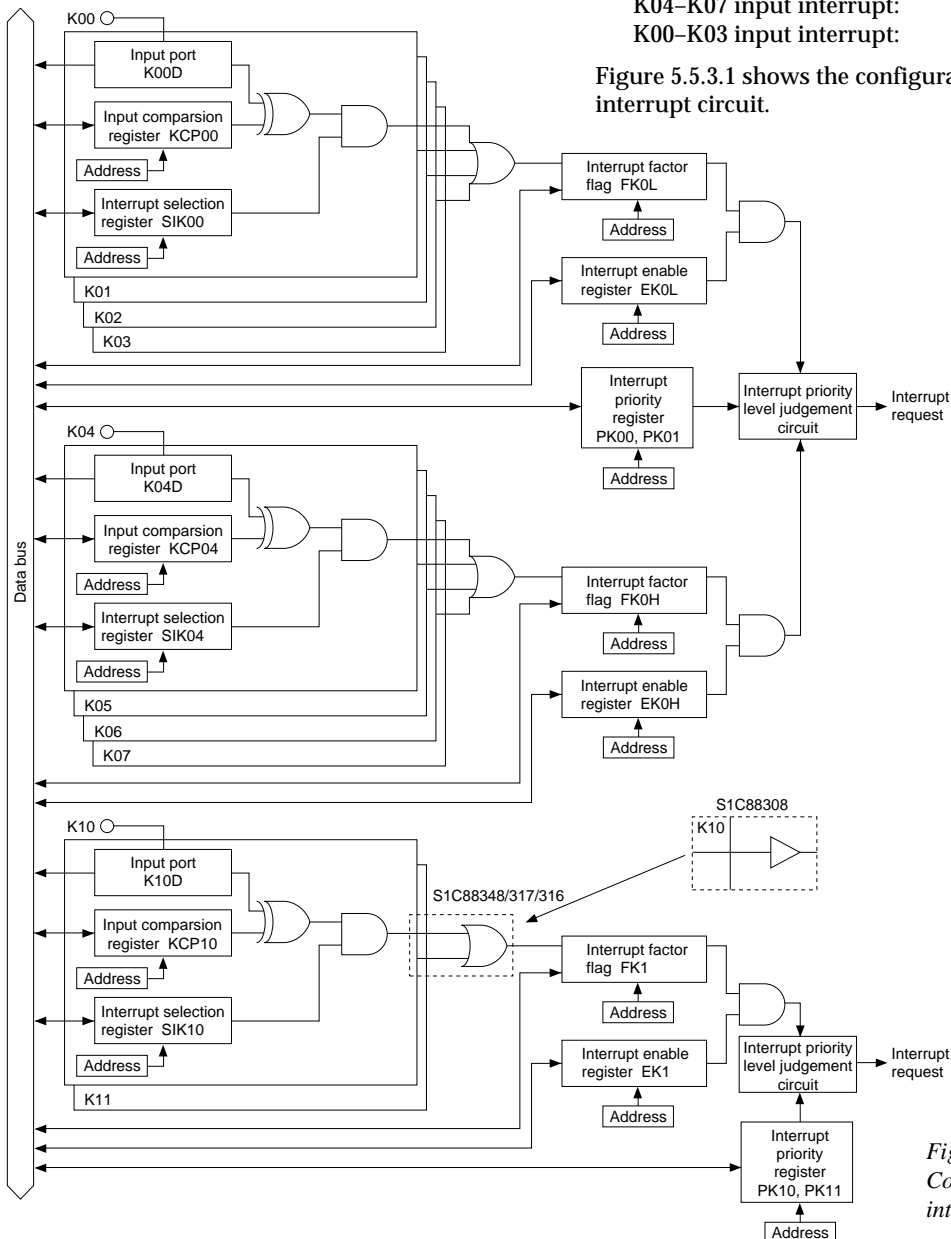 K04–K07 input interrupt:
K00–K03 input interrupt:
Figure 5.5.3.1 shows the
interrupt circuit.
Data bus
K00
Input port
K00D
Input comparsion
register KCP00
Address
Interrupt selection
register SIK00
Address
K01
K02
K03
Interrupt factor
flag FK0L
Address
Interrupt enable
register EK0L
Address
Interrupt
priority
register
PK00, PK01
Address
Interrupt priority
level judgement
circuit
Interrupt
request
K04
Input port
K04D
Input comparsion
register KCP04
Address
Interrupt selection
register SIK04
Address
K05
K06
K07
Interrupt factor
flag FK0H
Address
Interrupt enable
register EK0H
Address
K10
Input port
K10D
Input comparsion
register KCP10
Address
Interrupt selection
register SIK10
Address
K11
S1C88348/317/316
S1C88308
K10
Interrupt factor
flag FK1
Address
Interrupt enable
register EK1
Address
Interrupt priority
level judgement
circuit
Interrupt
request
Interrupt
priority
register
PK10, PK11
Address